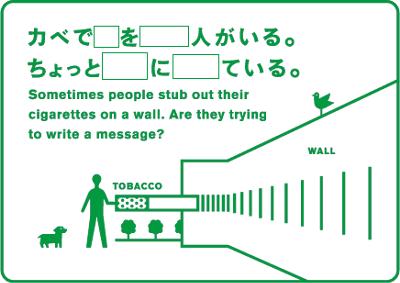 カベで□を□人がいる。
ちょっと□に□ている。
Sometimes people stub out their
cigarettes on a wall. Are they trying
to write a message?
WALL
TOBACCO